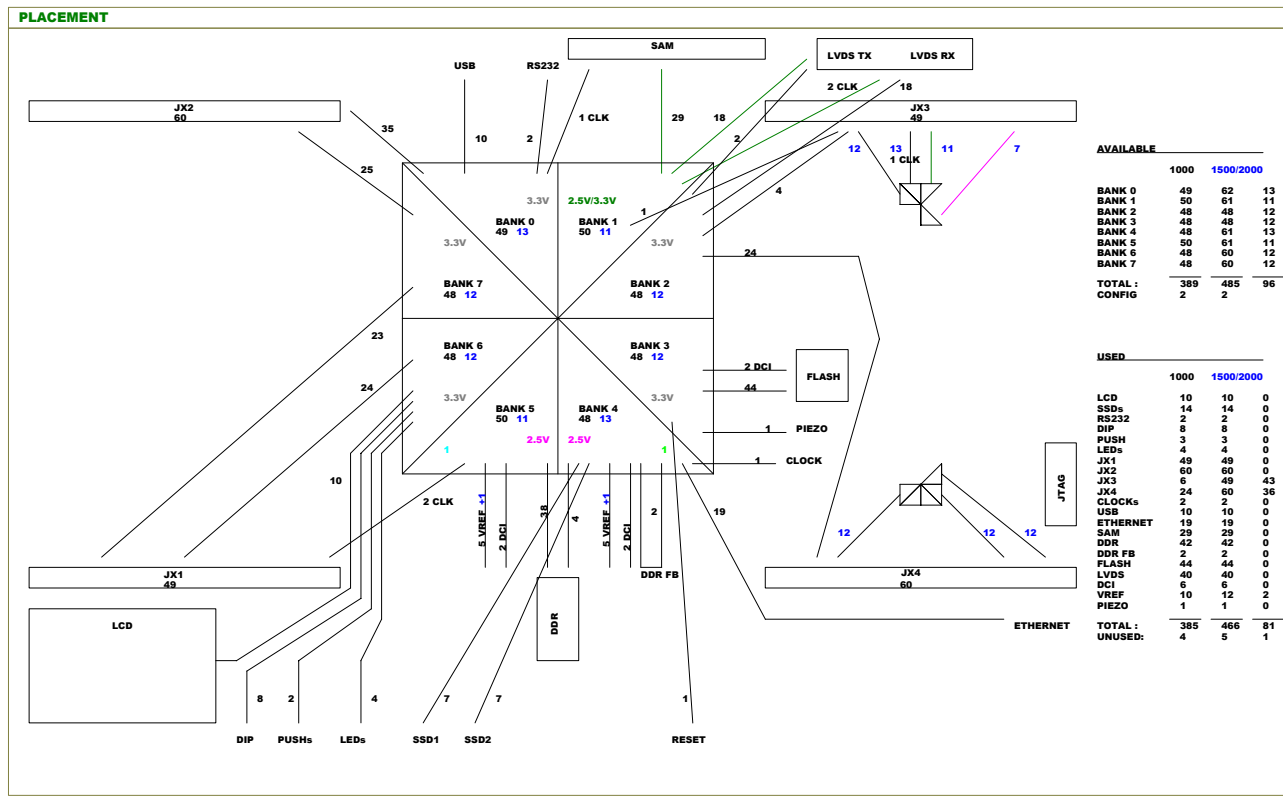 PLACEMENT
SAM
LVDS TX LVDS RX
USB RS232
2 CLK 18
JX2
60
JX3
49
1 CLK 29 18
35 10 2 2
12 13 11 7
1 CLK
25
4
3.3V 2.5V/3.3V
BANK 0
49 13
BANK 1
50 11
1
3.3V 3.3V
24
BANK 7
48 12
BANK 2
48 12
23
BANK 6
48 12
BANK 3
48 12
2 DCI
FLASH
24
44
3.3V 3.3V
BANK 5
50 11
BANK 4
48 13
1 PIEZO
2.5V 2.5V
1 1
1 CLOCK
10
2 CLK
5 VREF +1
2 DCI
38
4
5 VREF +1
2 DCI
2
19
JTAG
12 12 12
JX1
49
DDR FB
JX4
60
LCD
DDR
ETHERNET
8 2 4 7 7 1
DIP PUSHs LEDs SSD1 SSD2 RESET
AVAILABLE
1000 1500/2000
BANK 0 49 62 13
BANK 1 50 61 11
BANK 2 48 48 12
BANK 3 48 48 12
BANK 4 48 61 13
BANK 5 50 61 11
BANK 6 48 60 12
BANK 7 48 60 12
TOTAL : 389 485 96
CONFIG 2 2
USED
1000 1500/2000
LCD 10 10 0
SSDs 14 14 0
RS232 2 2 0
DIP 8 8 0
PUSH 3 3 0
LEDs 4 4 0
JX1 49 49 0
JX2 60 60 0
JX3 6 49 43
JX4 24 60 36
CLOCKs 2 2 0
USB 10 10 0
ETHERNET 19 19 0
SAM 29 29 0
DDR 42 42 0
DDR FB 2 2 0
FLASH 44 44 0
LVDS 40 40 0
DCI 6 6 0
VREF 10 12 2
PIEZO 1 1 0
TOTAL : 385 466 81
UNUSED: 4 5 1